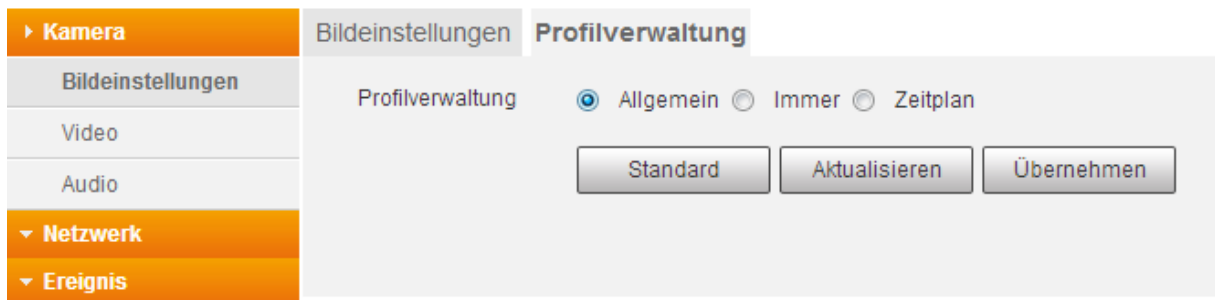 Kamera
Bildeinstellungen
Video
Audio
Netzwerk
Ereignis
Bildeinstellungen Profilverwaltung
Profilverwaltung Allgemein Immer Zeitplan
Standard Aktualisieren Übernehmen